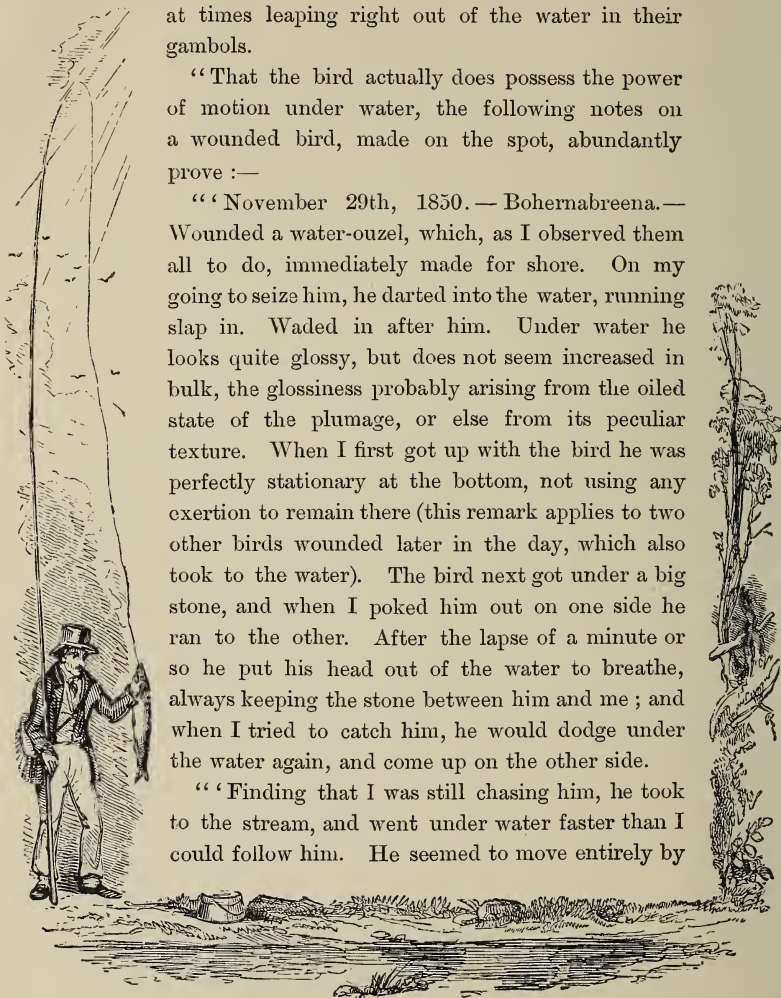 at times leaping right out of the water in their
gambols.
“That the bird actually does possess the power
of motion under water, the following notes on
a wounded bird, made on the spot, abundantly
prove :—
“‘November 29th, 1850. — Bohernabreena.—
Wounded a water-ouzel, which, as I observed them
all to do, immediately made for shore. On my
going to seize him, he darted into the water, running
slap in. Waded in after him. Under water he
looks quite glossy, but does not seem increased in
bulk, the glossiness probably arising from the oiled
state of the plumage, or else from its peculiar
texture. When I first got up with the bird he was
perfectly stationary at the bottom, not using any
exertion to remain there (this remark applies to two
other birds wounded later in the day, which also
took to the water). The bird next got under a big
stone, and when I poked him out on one side he
ran to the other. After the lapse of a minute or
so he put his head out of the water to breathe,
always keeping the stone between him and me ; and
when I tried to catch him, he would dodge under
the water again, and come up on the other side.
“‘Finding that I was still chasing him, he took
to the stream, and went under water faster than I
could follow him. He seemed to move entirely by